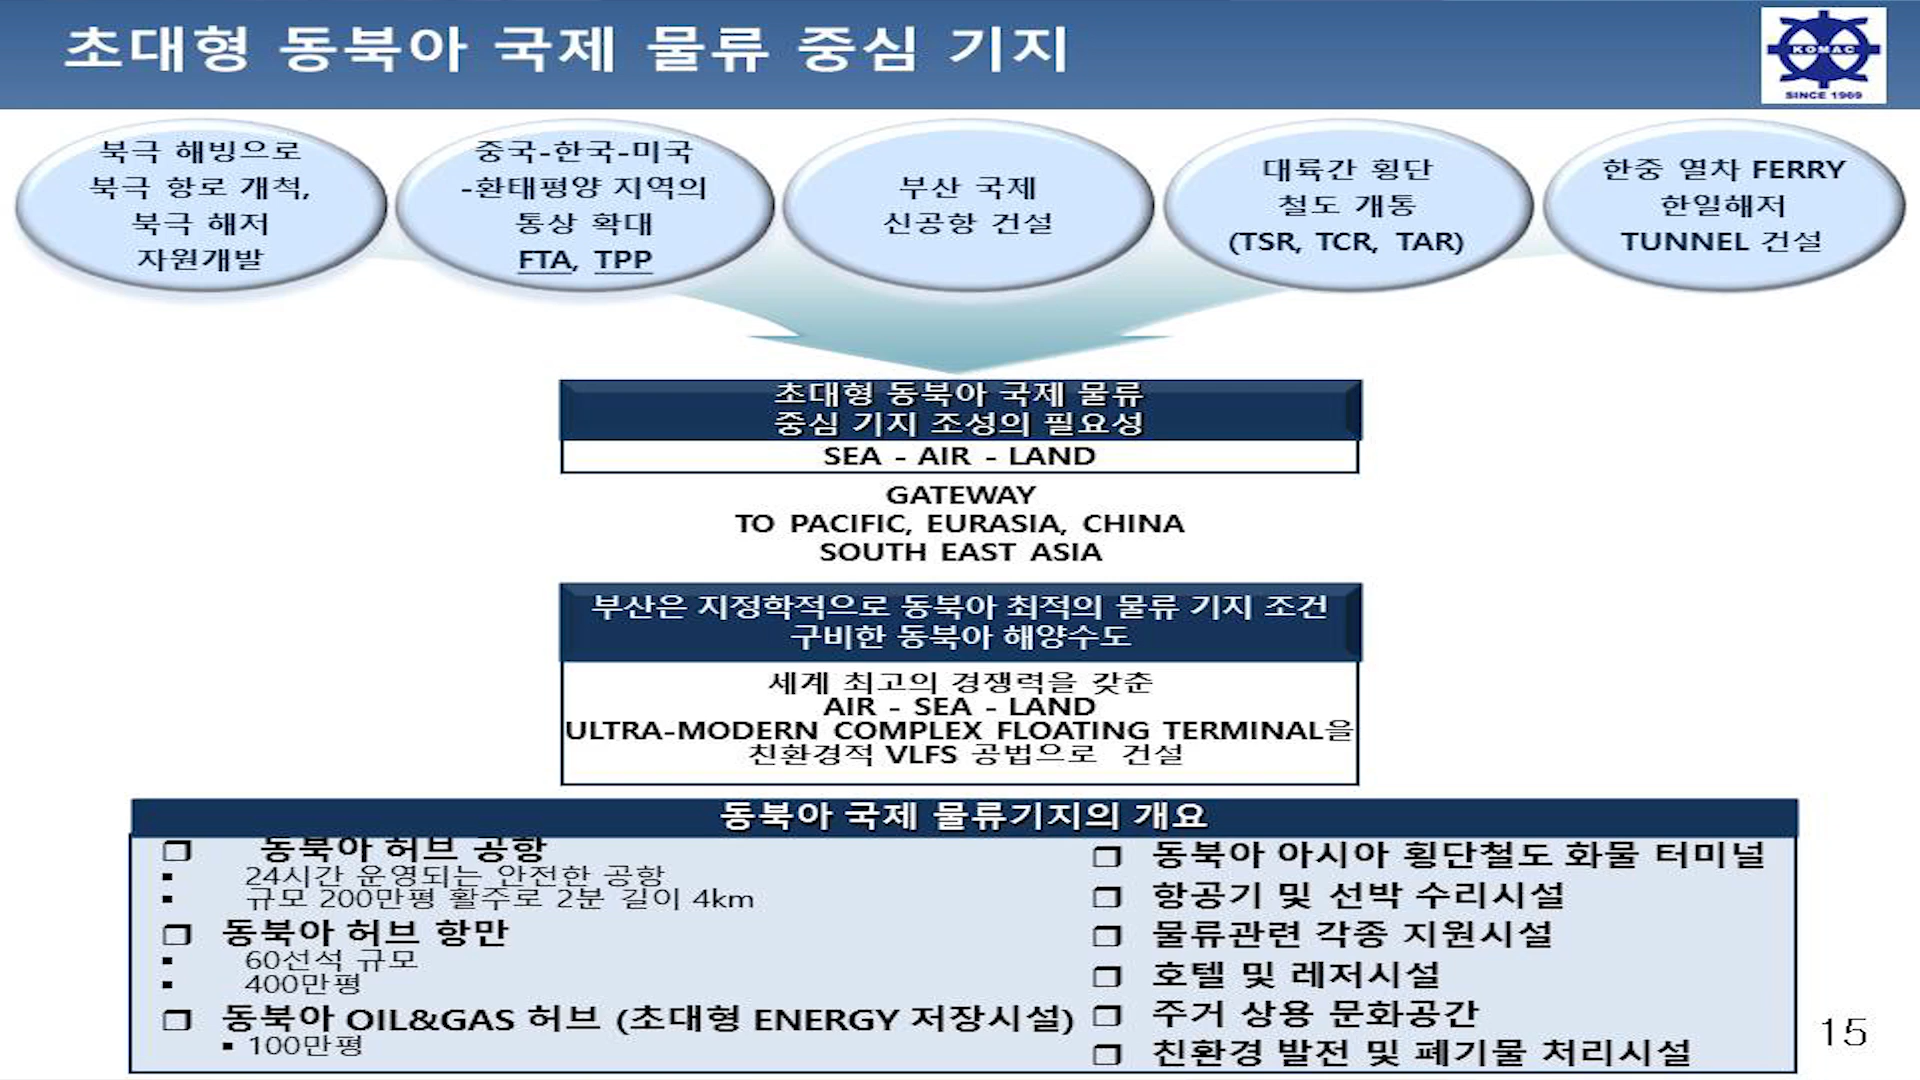 초대형 동북아 국제 물류 중심 기지
KOMAC
SINCE 1969
북극 해빙으로
북극 항로 개척,
북극 해저
자원개발
중국-한국-미국
-환태평양 지역의
통상 확대
FTA, TPP
부산 국제
신공항 건설
대륙간 횡단
철도 개통
(TSR, TCR, TAR)
한중 열차 FERRY
한일해저
TUNNEL 건설
초대형 동북아 국제 물류
중심 기지 조성의 필요성
SEA - AIR - LAND
GATEWAY
TO PACIFIC, EURASIA, CHINA
SOUTH EAST ASIA
부산은 지정학적으로 동북아 최적의 물류 기지 조건
구비한 동북아 해양수도
세계 최고의 경쟁력을 갖춘
AIR - SEA - LAND
ULTRA-MODERN COMPLEX FLOATING TERMINAL을
친환경적 VLFS 공법으로 건설
동북아 국제 물류기지의 개요
❒ 동북아 허브 공항
▪ 24시간 운영되는 안전한 공항
▪ 규모 200만평 활주로 2분 길이 4km
❒ 동북아 허브 항만
▪ 60선석 규모
▪ 400만평
❒ 동북아 OIL&GAS 허브 (초대형 ENERGY 저장시설)
▪ 100만평
❒ 동북아 아시아 횡단철도 화물 터미널
❒ 항공기 및 선박 수리시설
❒ 물류관련 각종 지원시설
❒ 호텔 및 레저시설
❒ 주거 상용 문화공간
❒ 친환경 발전 및 폐기물 처리시설
15